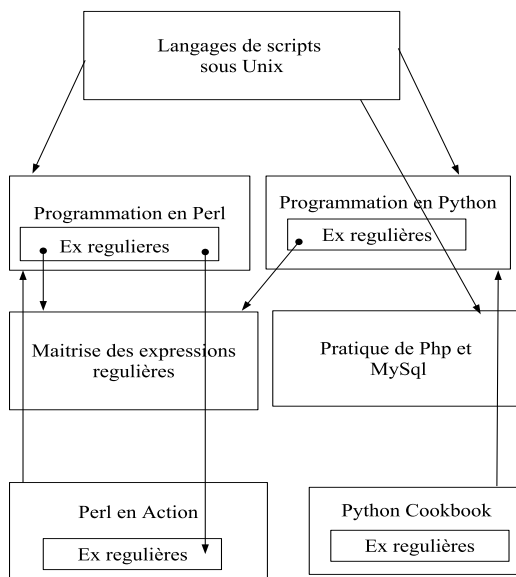 Langages de scripts
sous Unix
Programmation en Perl
Ex regulieres
Programmation en Python
Ex regulières
Maitrise des expressions
regulières
Pratique de Php et
MySql
Perl en Action
Ex regulières
Python Cookbook
Ex regulières